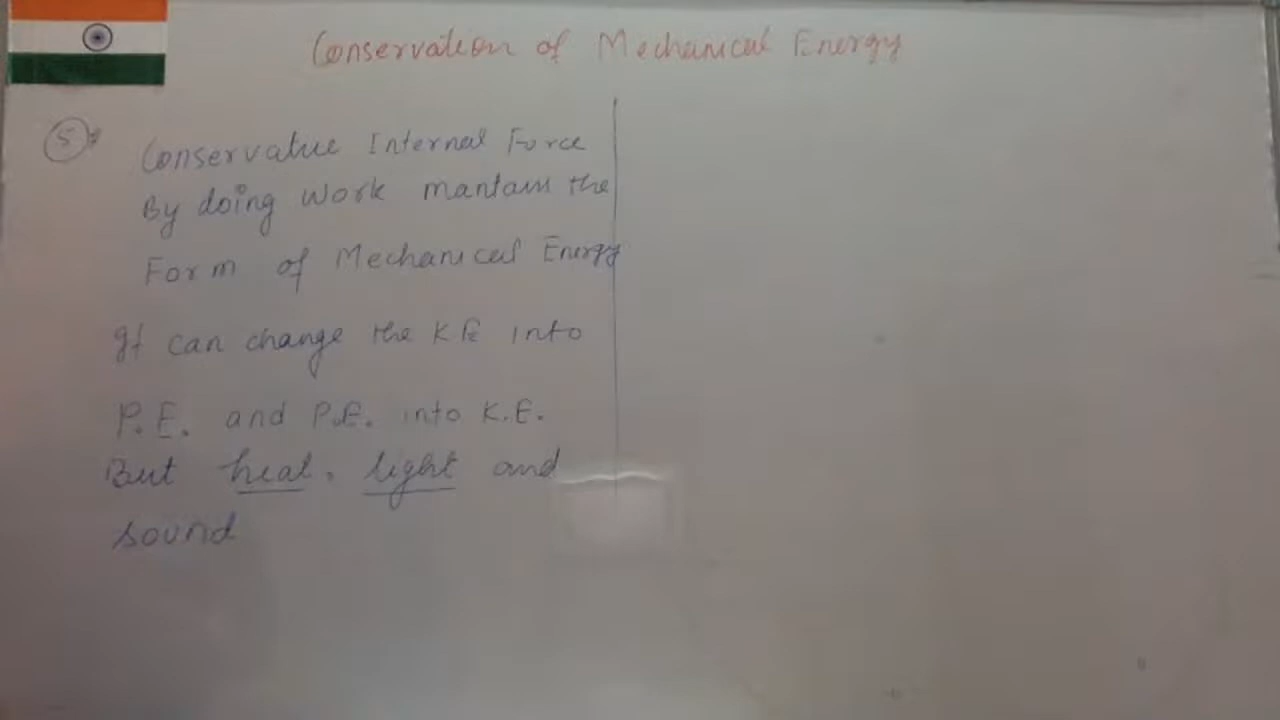 Conservation of Mechanical Energy
5
Conservative Internal Force
By doing work mantain the
Form of Mechanical Energy
It can change the K E into
P.E. and P.E. into K.E.
But heat, light and
sound